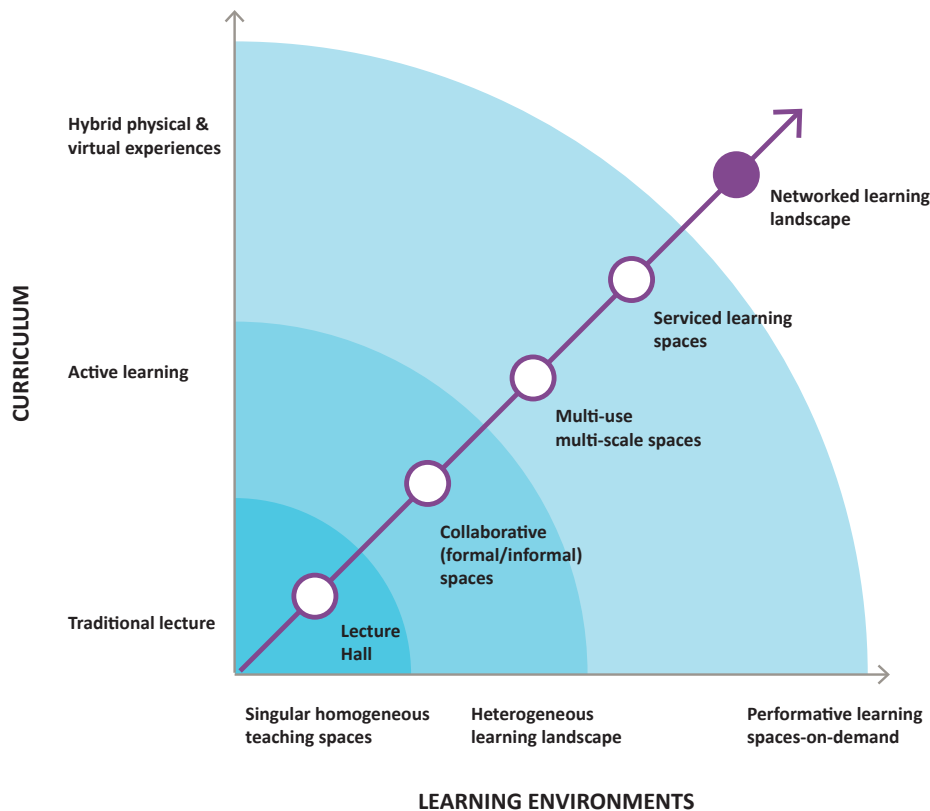 Hybrid physical &
virtual experiences
Networked learning
landscape
Serviced learning
spaces
CURRICULUM
Active learning
Multi-use
multi-scale spaces
Collaborative
(formal/informal)
spaces
Traditional lecture
Lecture
Hall
Singular homogeneous
teaching spaces
Heterogeneous
learning landscape
Performative learning
spaces-on-demand
LEARNING ENVIRONMENTS